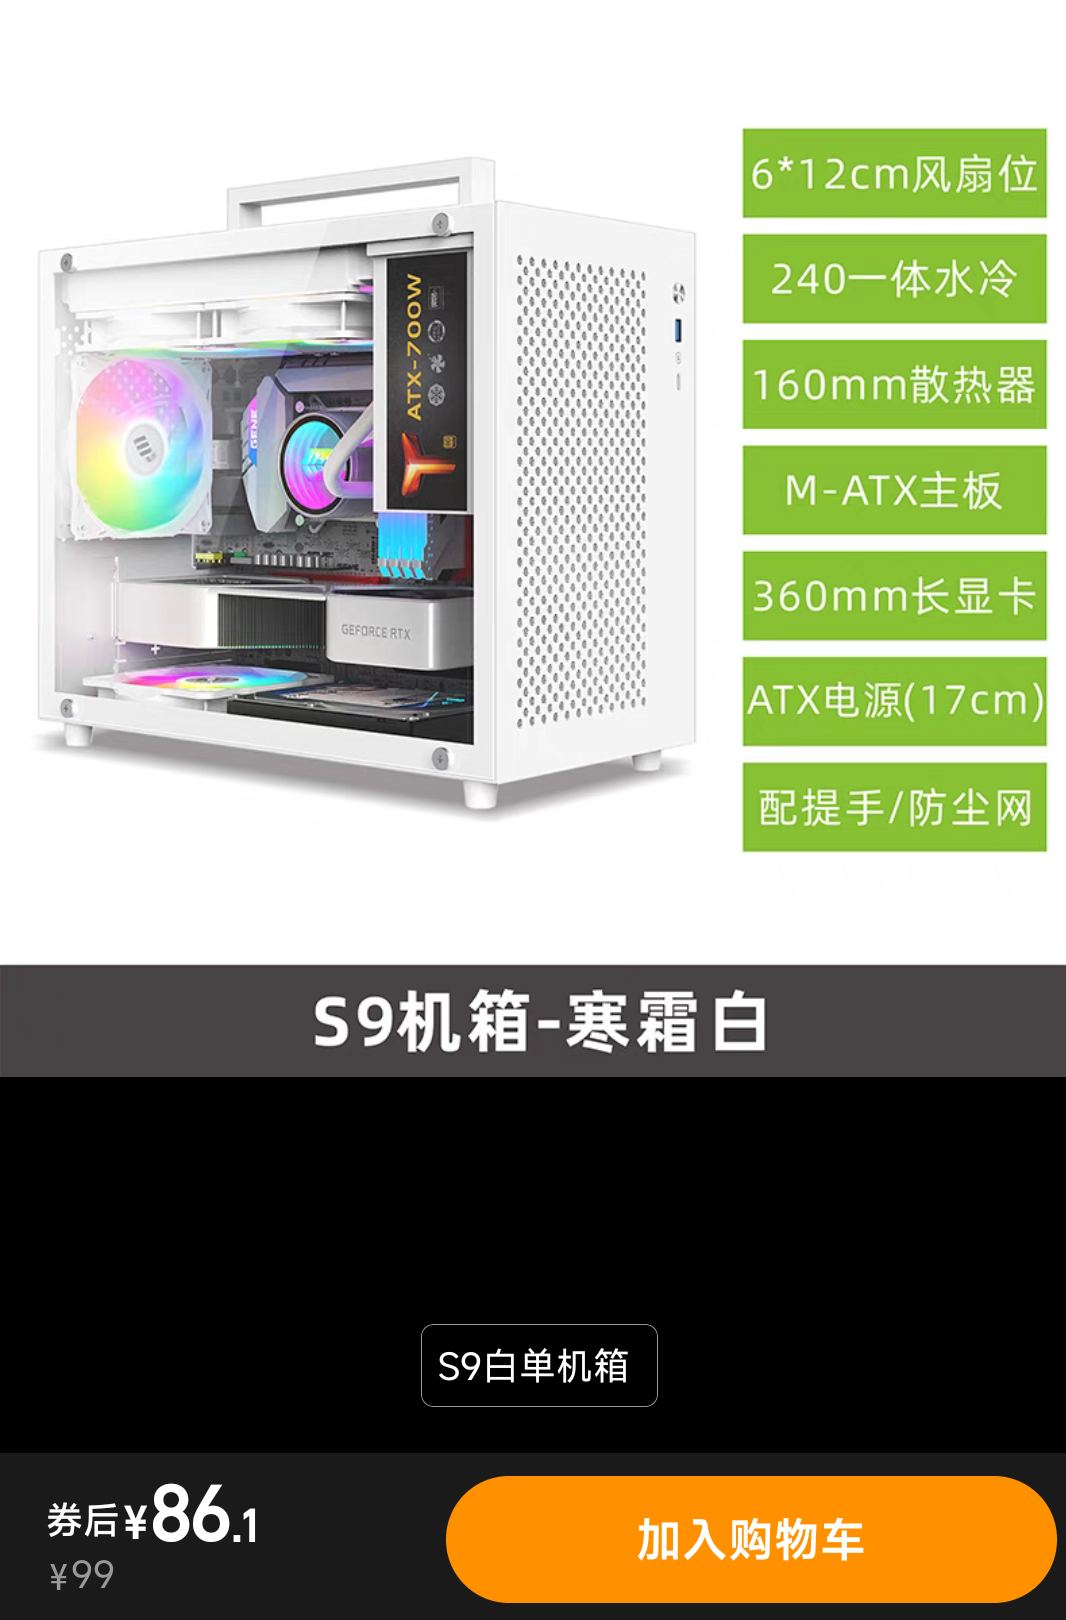 6*12cm风扇位
240一体水冷
160mm散热器
M-ATX主板
360mm长显卡
ATX电源(17cm)
配提手/防尘网
ATX-700W
GENE
GEFORCE RTX
S9机箱-寒霜白
S9白单机箱
券后¥86.1
¥99
加入购物车